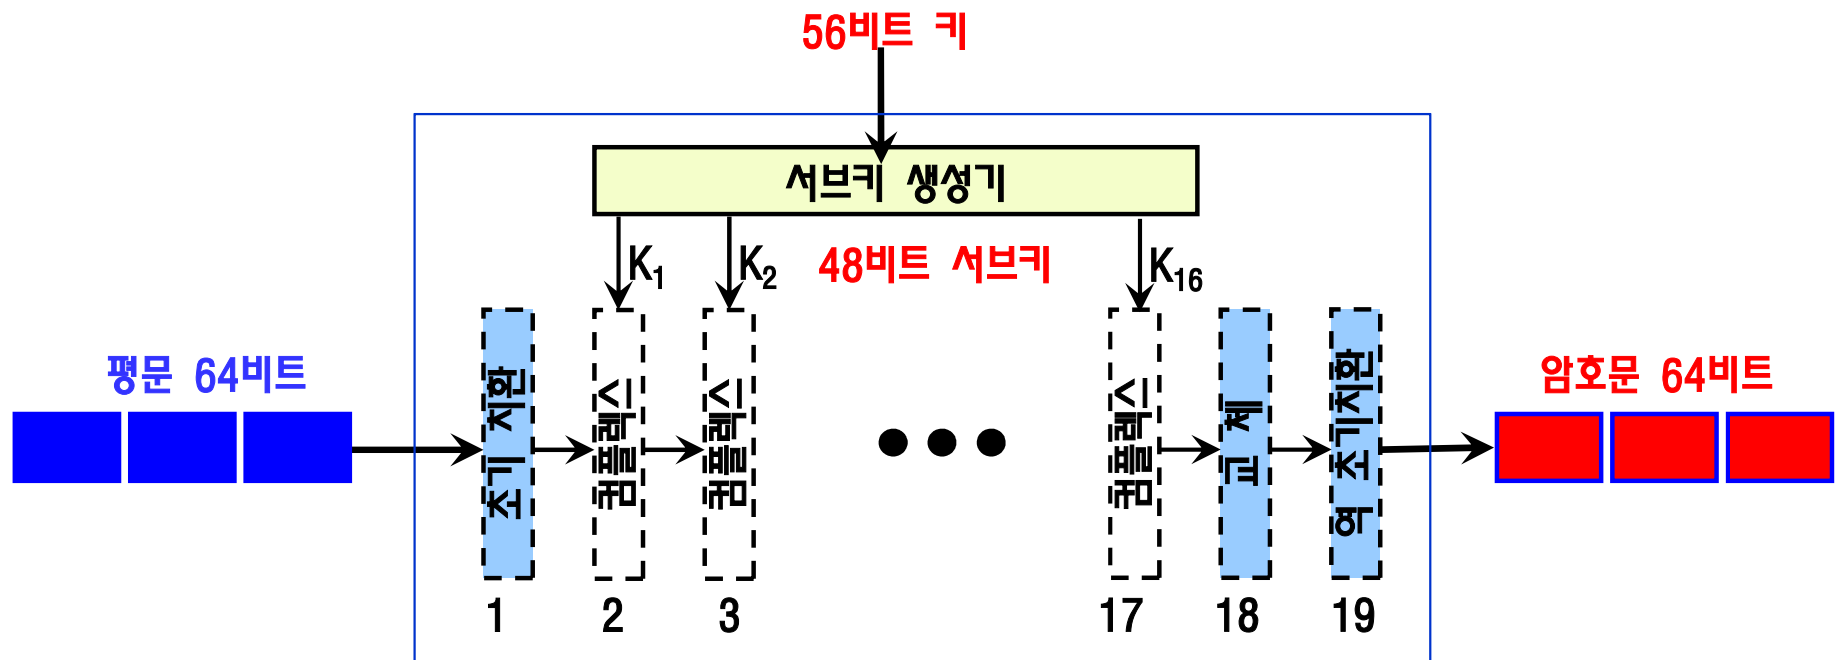 56비트 키
서브키 생성기
K1
K2
48비트 서브키
K16
평문 64비트
초기 치환
컴플렉스
컴플렉스
컴플렉스
교 체
역 초기치환
암호문 64비트
1
2
3
17
18
19